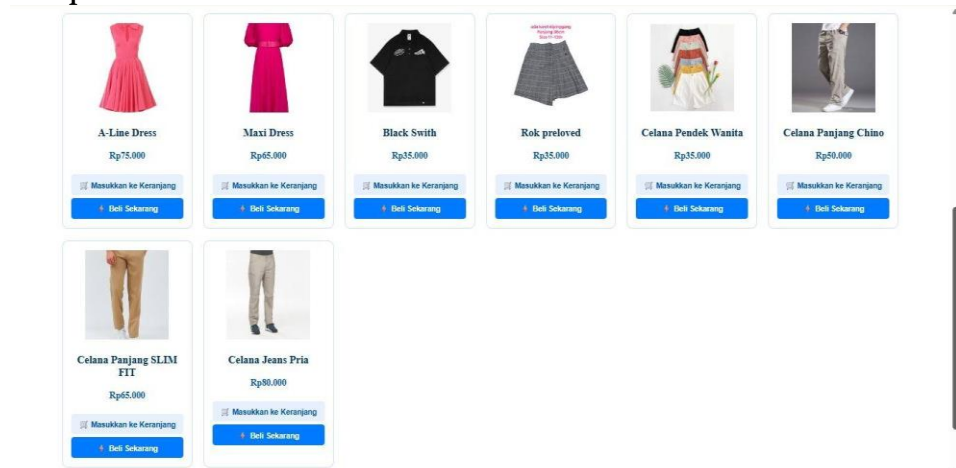 A-Line Dress
Rp75.000
Masukkan ke Keranjang
Beli Sekarang
Maxi Dress
Rp65.000
Masukkan ke Keranjang
Beli Sekarang
Black Swith
Rp35.000
Masukkan ke Keranjang
Beli Sekarang
Rok preloved
Rp35.000
Masukkan ke Keranjang
Beli Sekarang
Celana Pendek Wanita
Rp35.000
Masukkan ke Keranjang
Beli Sekarang
Celana Panjang Chino
Rp50.000
Masukkan ke Keranjang
Beli Sekarang
Celana Panjang SLIM
FIT
Rp65.000
Masukkan ke Keranjang
Beli Sekarang
Celana Jeans Pria
Rp80.000
Masukkan ke Keranjang
Beli Sekarang